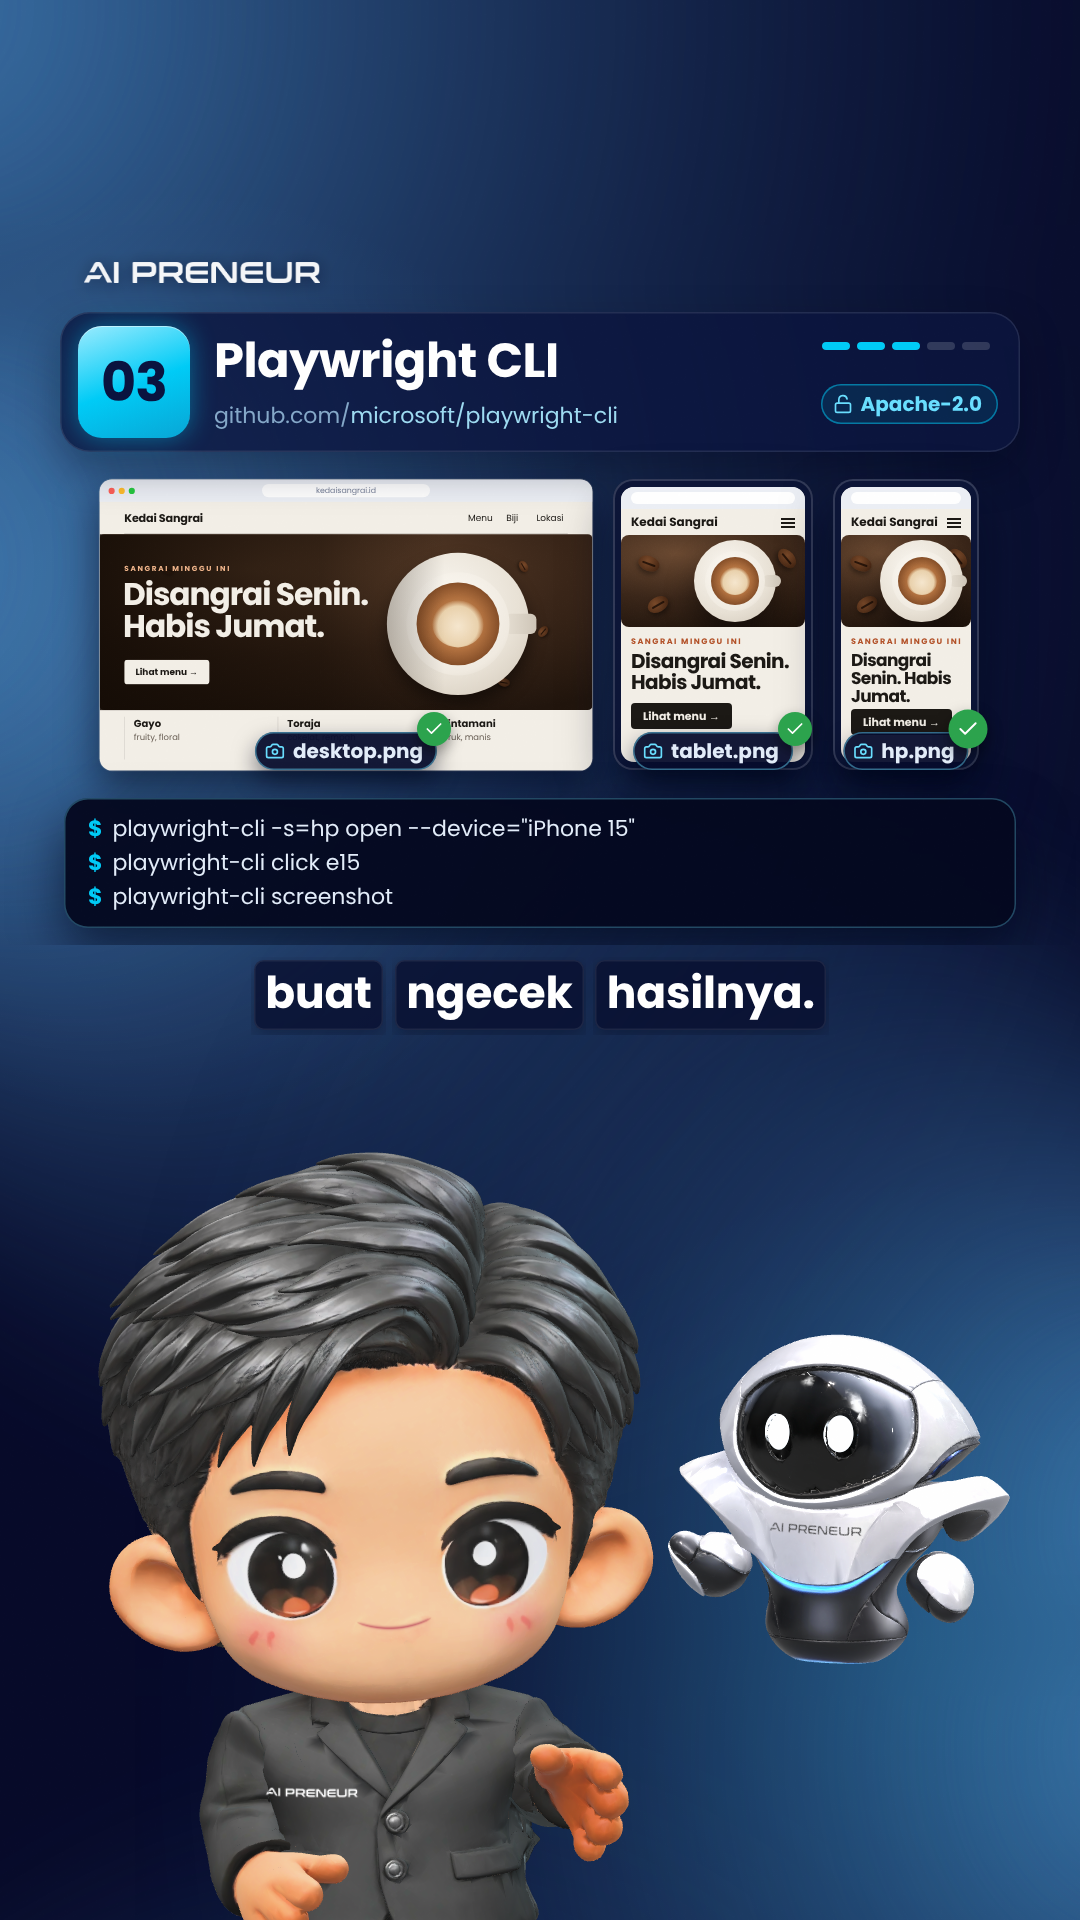 AI PRENEUR
03
Playwright CLI
github.com/microsoft/playwright-cli
Apache-2.0
kedaisangrai.id
Kedai Sangrai
Menu Biji Lokasi
SANGRAI MINGGU INI
Disangrai Senin.
Habis Jumat.
Lihat menu →
Gayo
fruity, floral
Toraja
desktop.png
Kedai Sangrai
SANGRAI MINGGU INI
Disangrai Senin.
Habis Jumat.
Lihat menu →
tablet.png
Kedai Sangrai
SANGRAI MINGGU INI
Disangrai
Senin. Habis
Jumat.
Lihat menu →
hp.png
$ playwright-cli -s=hp open --device="iPhone 15"
$ playwright-cli click e15
$ playwright-cli screenshot
buat ngecek hasilnya.
AI PRENEUR
AI PRENEUR